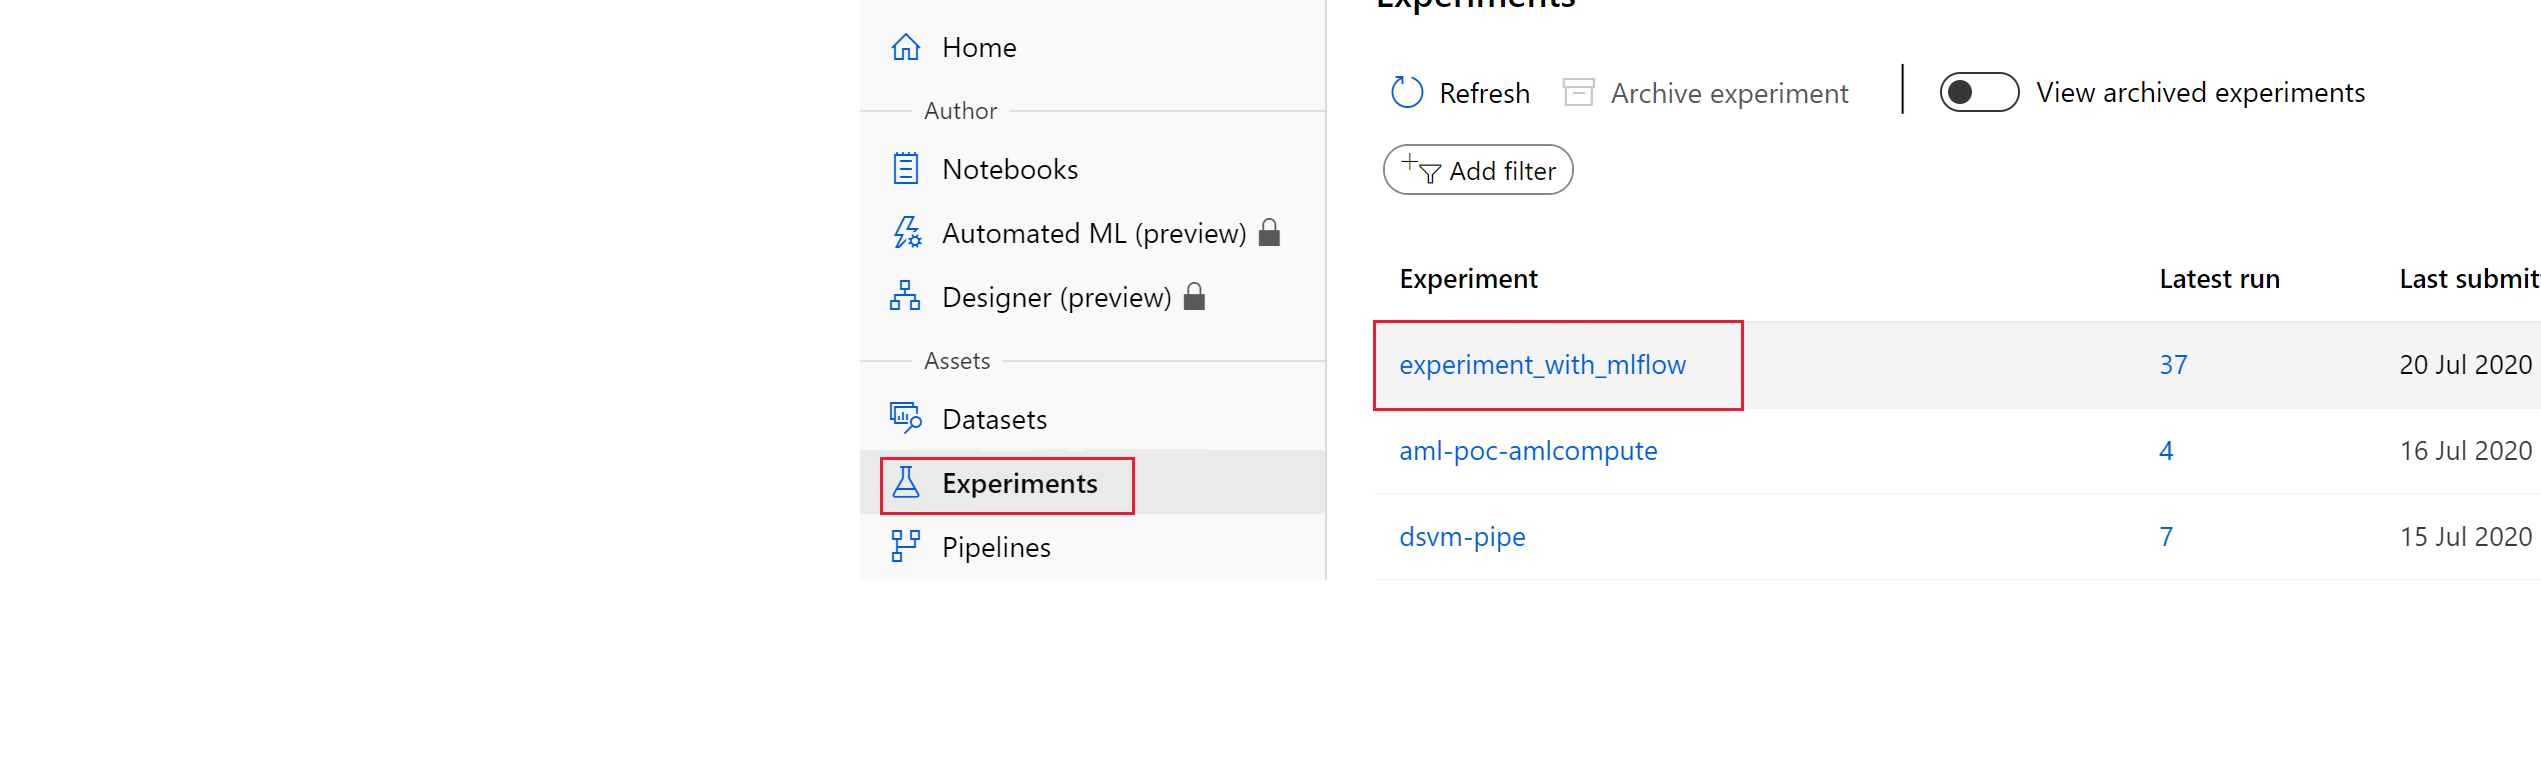 Experiments
Home
Author
Notebooks
Automated ML (preview)
Designer (preview)
Assets
Datasets
Experiments
Pipelines
Refresh
Archive experiment
View archived experiments
Add filter
Experiment Latest run Last submit
experiment_with_mlflow 37 20 Jul 2020
aml-poc-amlcompute 4 16 Jul 2020
dsvm-pipe 7 15 Jul 2020